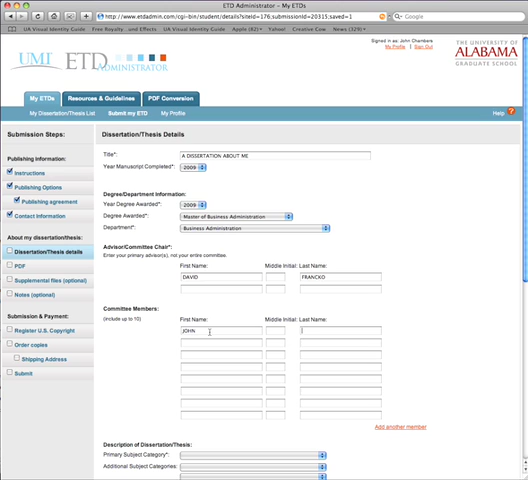 ETD Administrator — My ETDs
http://www.etdadmin.com/cgi-bin/student/details?siteId=176;submissionId=20315;saved=1
Google
UA Visual Identity Guide Free Royalty ...and Effects UA Visual Identity Guide Apple (82) Yahoo! Creative Cow News (329)
Signed in as: John Chambers
My Profile | Sign Out
THE UNIVERSITY OF
ALABAMA
GRADUATE SCHOOL
UMI ETD ADMINISTRATOR
My ETDs Resources & Guidelines PDF Conversion
My Dissertation/Thesis List Submit my ETD My Profile Help ?
Submission Steps:
Publishing Information:
Instructions
Publishing Options
Publishing agreement
Contact Information
About my dissertation/thesis:
Dissertation/Thesis details
PDF
Supplemental files (optional)
Notes (optional)
Submission & Payment:
Register U.S. Copyright
Order copies
Shipping Address
Submit
Dissertation/Thesis Details
Title*: A DISSERTATION ABOUT ME
Year Manuscript Completed*: 2009
Degree/Department Information:
Year Degree Awarded*: 2009
Degree Awarded*: Master of Business Administration
Department*: Business Administration
Advisor/Committee Chair*:
Enter your primary advisor(s), not your entire committee.
First Name: Middle Initial: Last Name:
DAVID FRANCKO
Committee Members:
(include up to 10) First Name: Middle Initial: Last Name:
JOHN
Add another member
Description of Dissertation/Thesis:
Primary Subject Category*:
Additional Subject Categories: